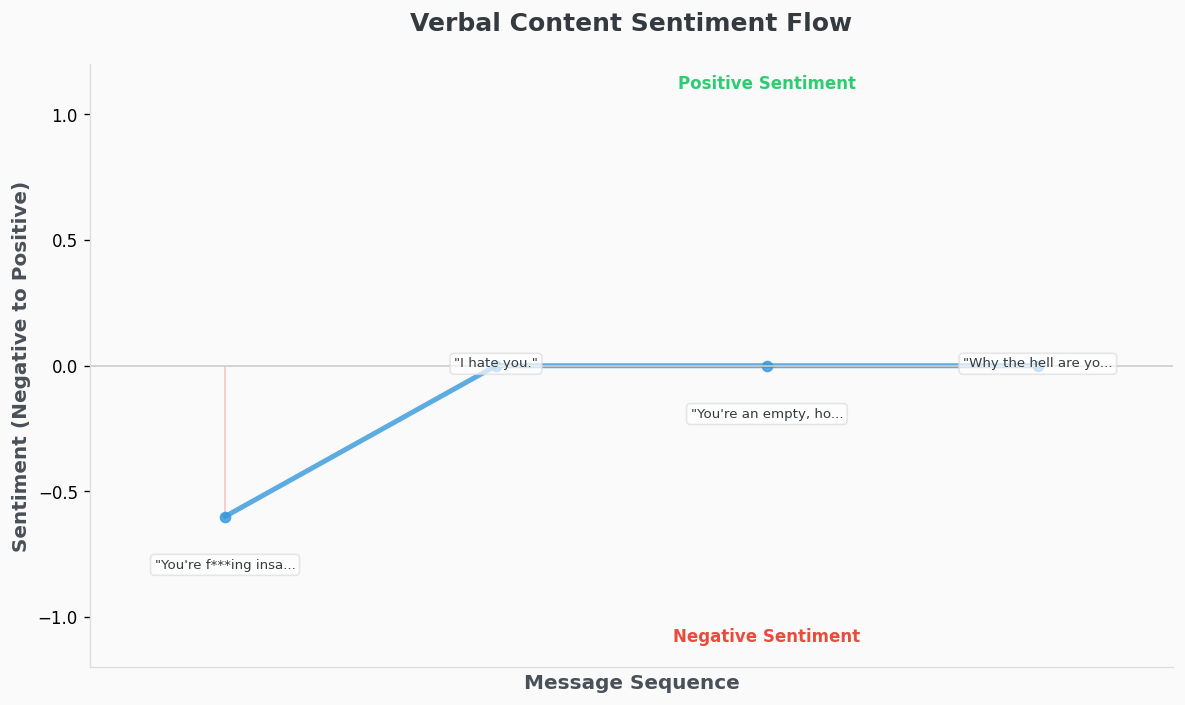 Verbal Content Sentiment Flow
Positive Sentiment
1.0
0.5
0.0
−0.5
−1.0
Sentiment (Negative to Positive)
"I hate you."
"Why the hell are yo...
"You're an empty, ho...
"You're f***ing insa...
Negative Sentiment
Message Sequence